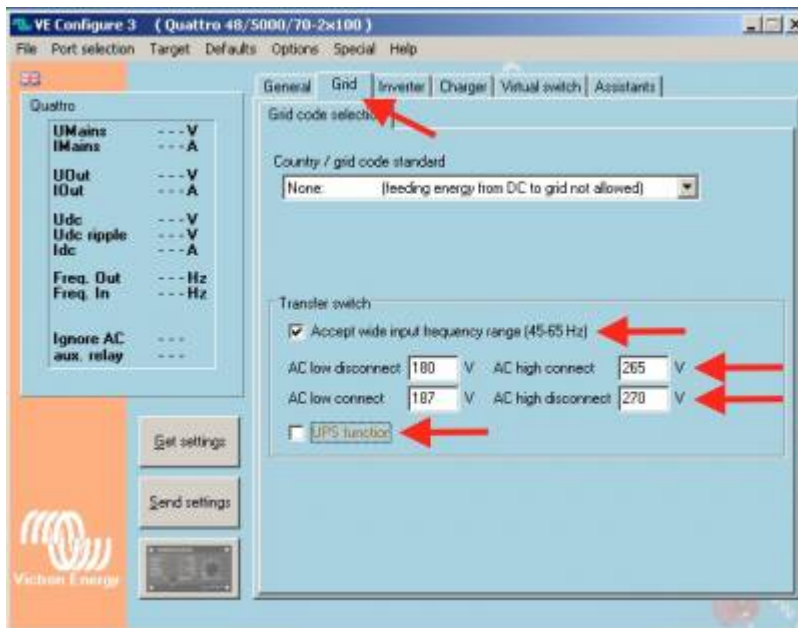 VE Configure 3 ( Quattro 48/5000/70-2x100 )
File Port selection Target Defaults Options Special Help
General Grid Inverter Charger Virtual switch Assistants
Quattro
UMains ---V
IMains ---A
UOut ---V
IOut ---A
Udc ---V
Udc ripple ---V
Idc ---A
Freq. Out ---Hz
Freq. In ---Hz
Ignore AC ---
aux. relay ---
Get settings
Send settings
Victron Energy
Grid code selection
Country / grid code standard
None: (feeding energy from DC to grid not allowed)
Transfer switch
Accept wide input frequency range (45-65 Hz)
AC low disconnect 180 V AC high connect 265 V
AC low connect 187 V AC high disconnect 270 V
UPS function